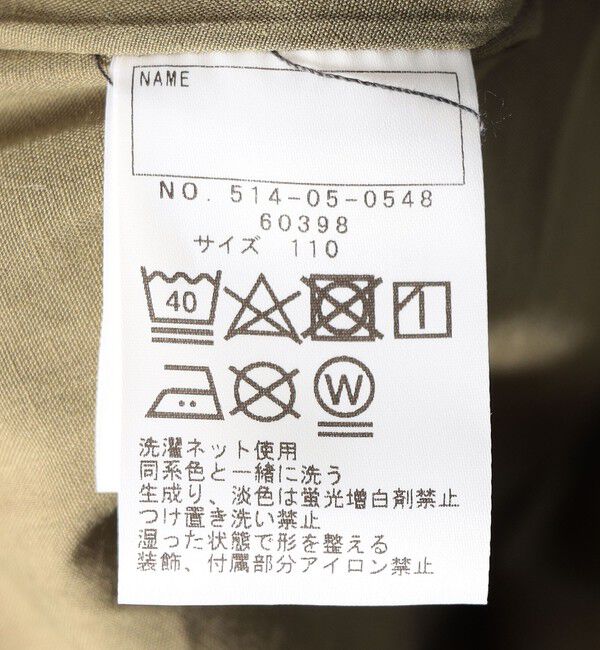 NAME
NO. 514-05-0548
60398
サイズ 110
40
W
洗濯ネット使用
同系色と一緒に洗う
生成り、淡色は蛍光増白剤禁止
つけ置き洗い禁止
湿った状態で形を整える
装飾、付属部分アイロン禁止